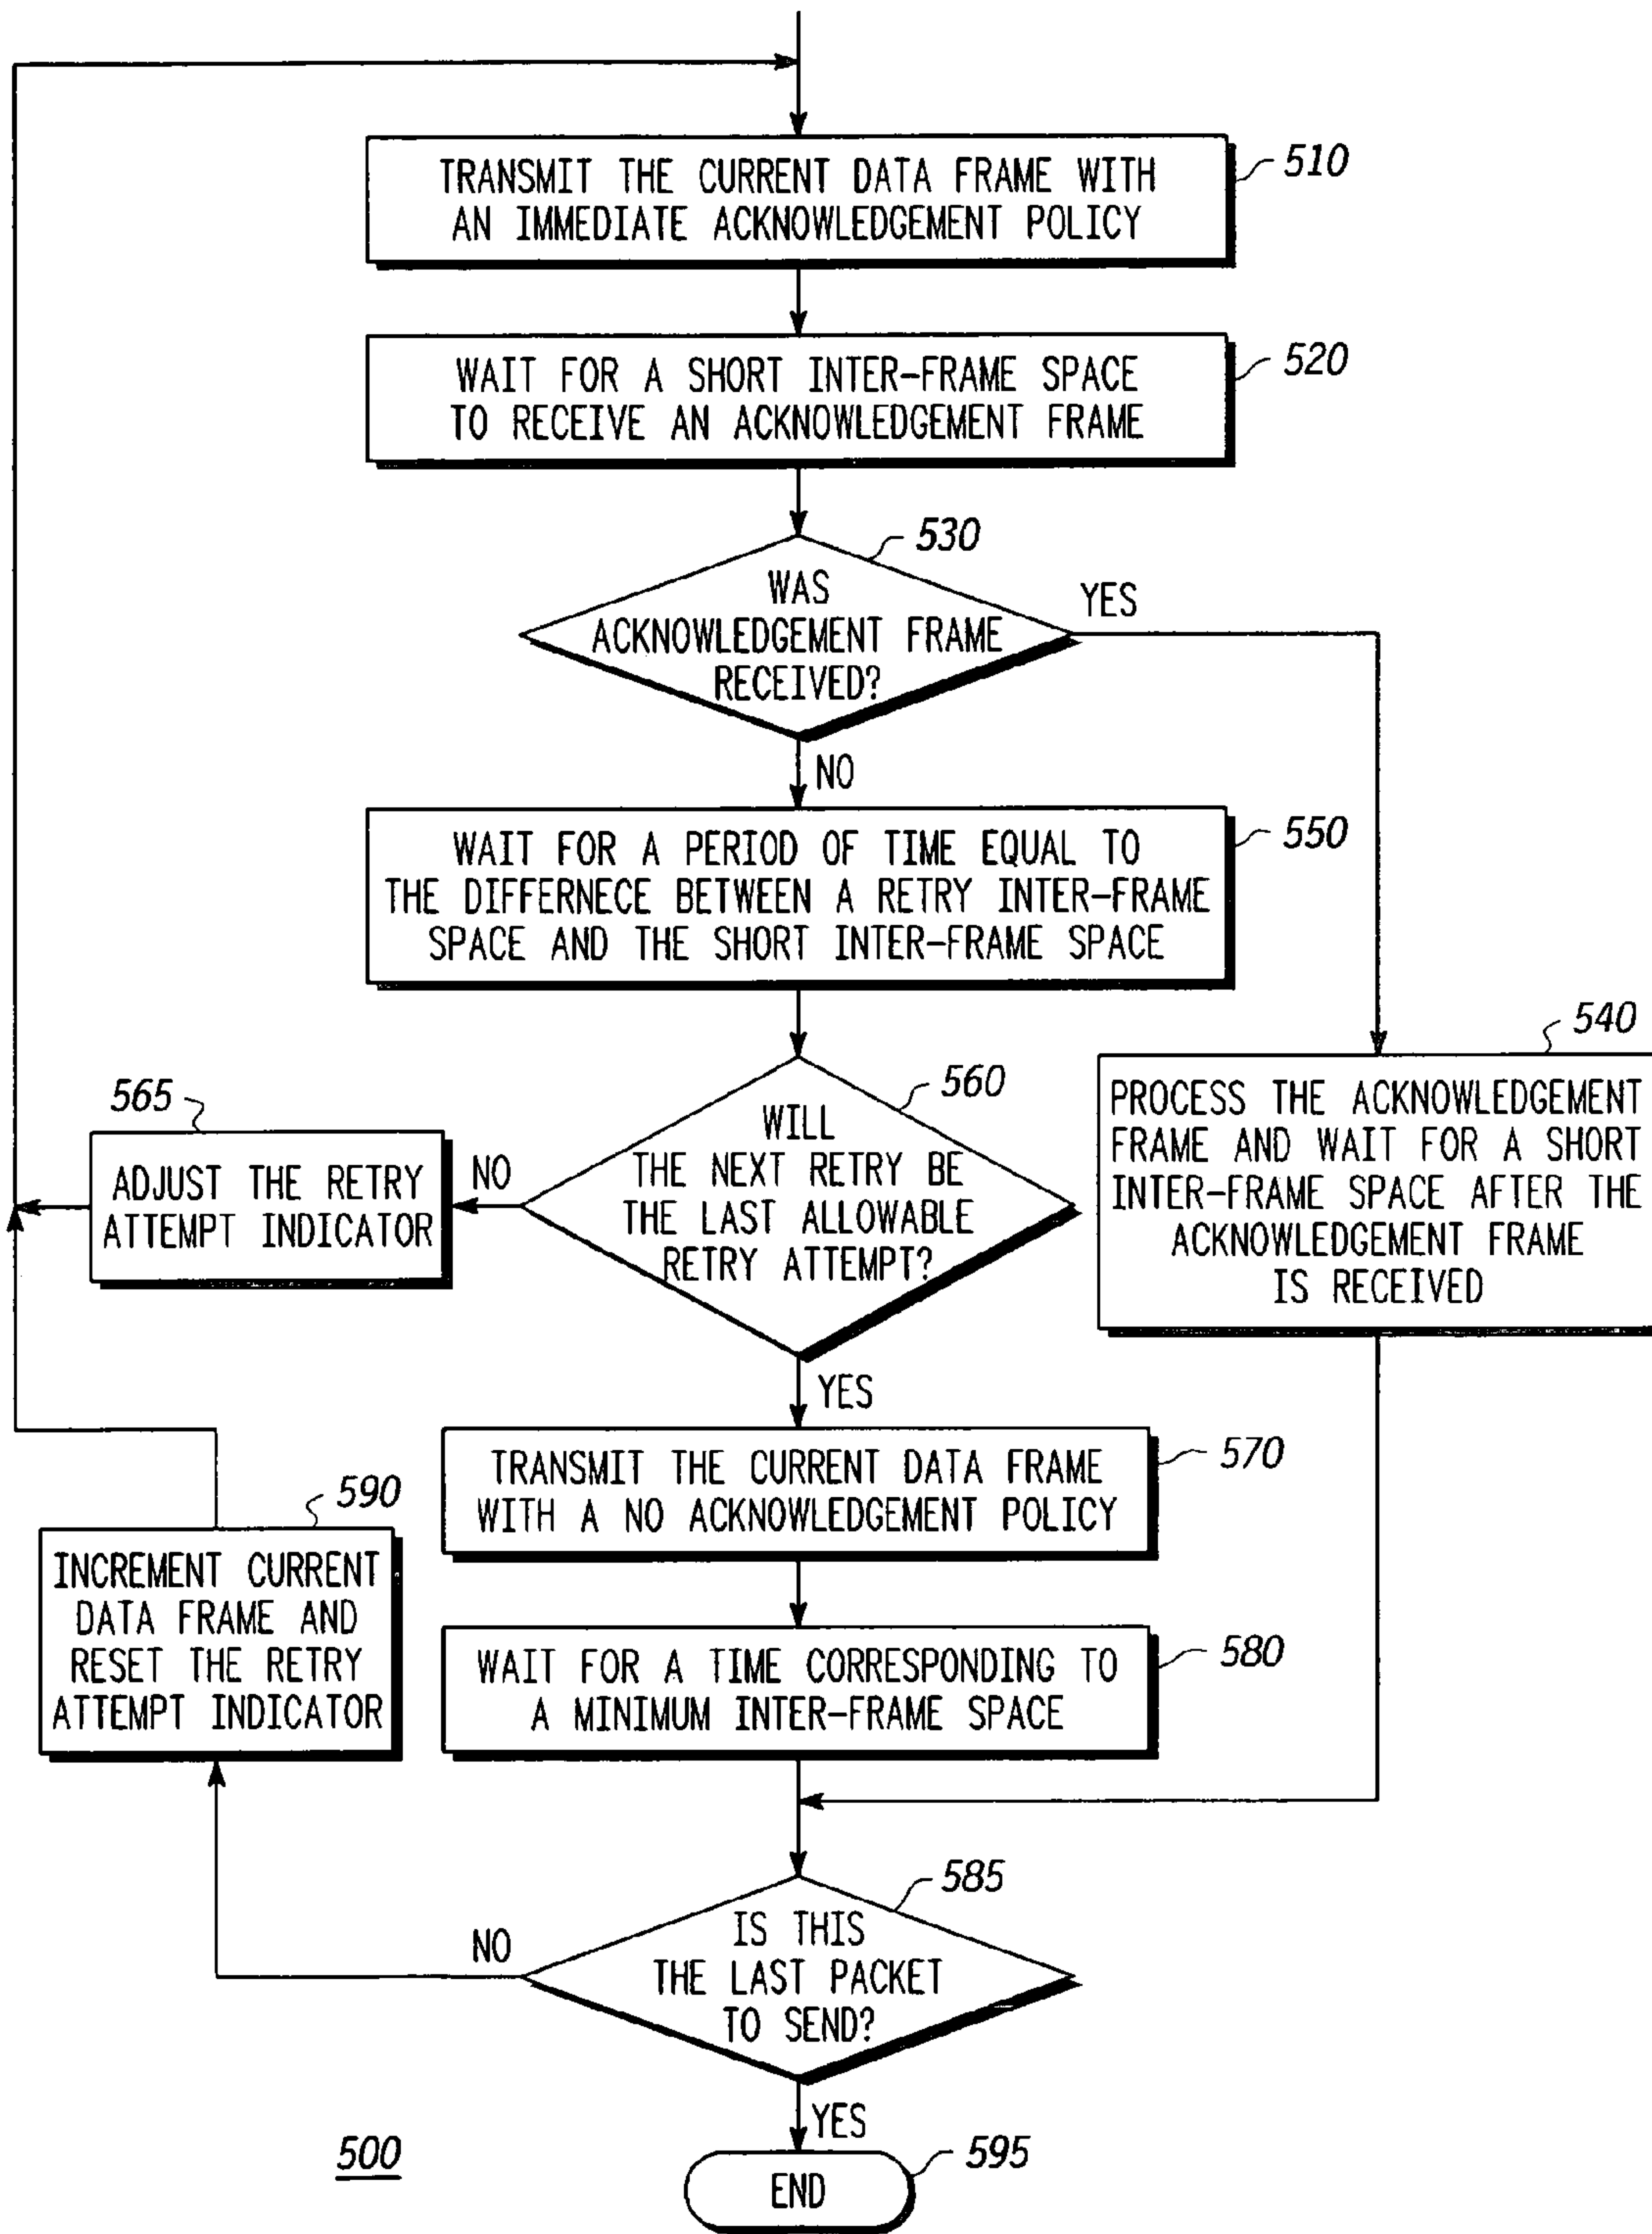 TRANSMIT THE CURRENT DATA FRAME WITH
AN IMMEDIATE ACKNOWLEDGEMENT POLICY
510
WAIT FOR A SHORT INTER-FRAME SPACE
TO RECEIVE AN ACKNOWLEDGEMENT FRAME
520
530
WAS
ACKNOWLEDGEMENT FRAME
RECEIVED?
YES
NO
WAIT FOR A PERIOD OF TIME EQUAL TO
THE DIFFERNECE BETWEEN A RETRY INTER-FRAME
SPACE AND THE SHORT INTER-FRAME SPACE
550
540
PROCESS THE ACKNOWLEDGEMENT
FRAME AND WAIT FOR A SHORT
INTER-FRAME SPACE AFTER THE
ACKNOWLEDGEMENT FRAME
IS RECEIVED
560
WILL
THE NEXT RETRY BE
THE LAST ALLOWABLE
RETRY ATTEMPT?
NO
565
ADJUST THE RETRY
ATTEMPT INDICATOR
YES
TRANSMIT THE CURRENT DATA FRAME
WITH A NO ACKNOWLEDGEMENT POLICY
570
590
INCREMENT CURRENT
DATA FRAME AND
RESET THE RETRY
ATTEMPT INDICATOR
WAIT FOR A TIME CORRESPONDING TO
A MINIMUM INTER-FRAME SPACE
580
585
IS THIS
THE LAST PACKET
TO SEND?
NO
YES
500
END
595